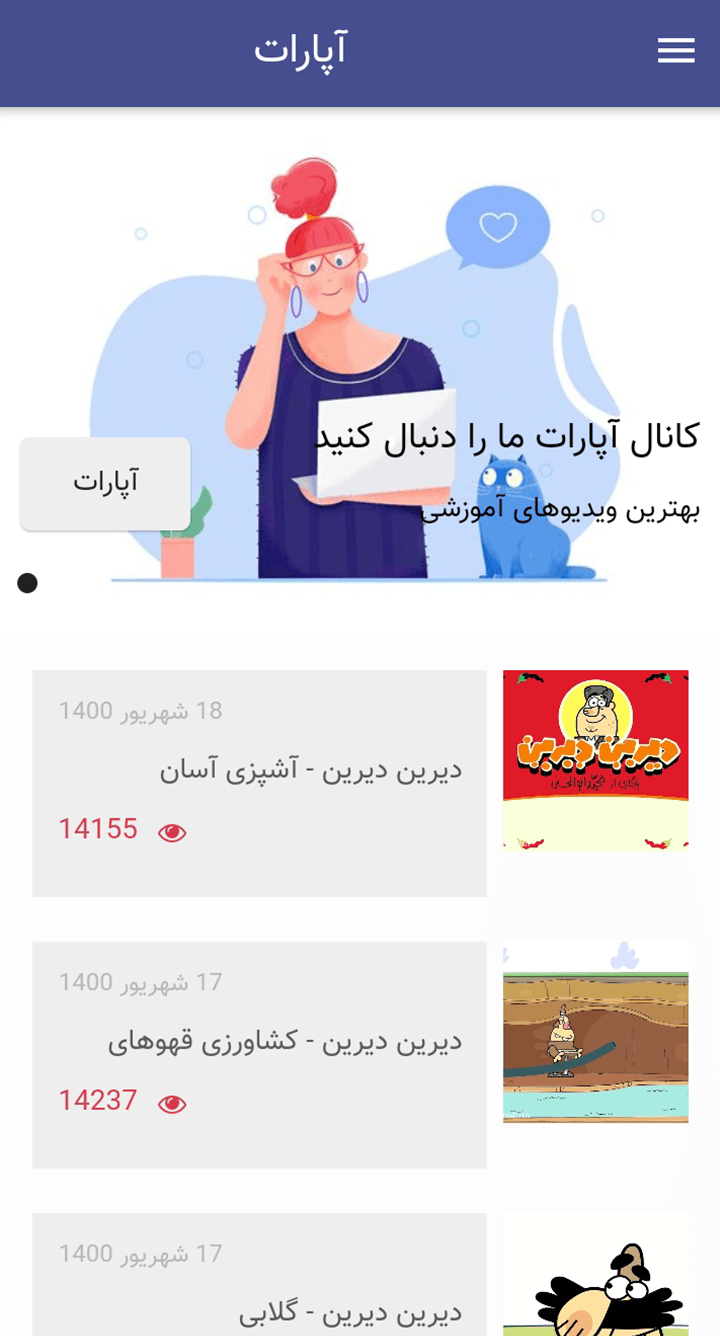 آپارات
کانال آپارات ما را دنبال کنید
بهترین ویدیوهای آموزشی
آپارات
دیرین دیرین
18 شهریور 1400
دیرین دیرین - آشپزی آسان
14155
17 شهریور 1400
دیرین دیرین - کشاورزی قهوهای
14237
17 شهریور 1400
دیرین دیرین - گلابی